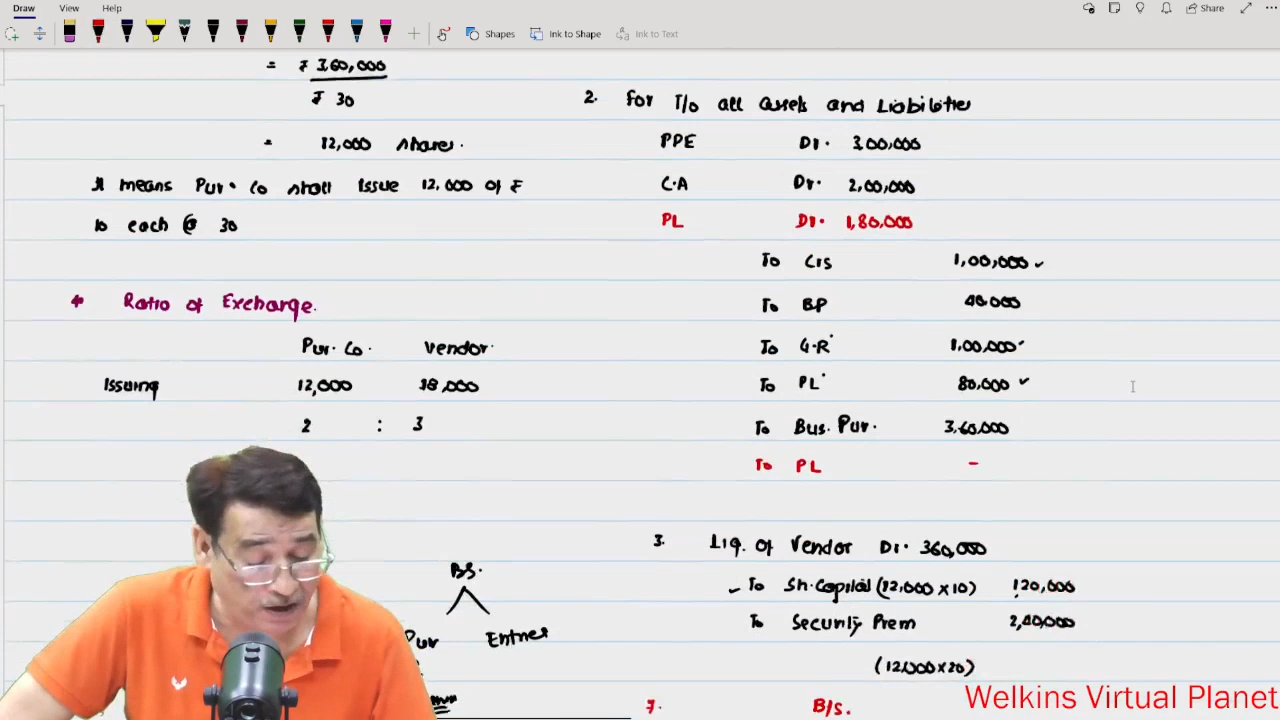 Draw View Help
Share
Shapes Ink to Shape Ink to Text
= ₹ 3,60,000
₹ 30
= 12,000 shares.
It means Pur. Co shall Issue 12,000 of ₹
10 each @ 30
* Ratio of Exchange.
Pur. Co. Vendor.
Issuing 12,000 18,000
2 : 3
B.S.
Pur Entries
2. For T/o all assets and Liabilities
PPE Dr. 3,00,000
C.A Dr. 2,00,000
PL Dr. 1,80,000
To C/S 1,00,000 ✓
To BP 40,000
To G.R 1,00,000 ✓
To PL 80,000 ✓
To Bus. Pur. 3,60,000
To PL -
3. Liq. of Vendor Dr. 360,000
✓ To Sh. Capital (12,000 x 10) 120,000
To Security Prem 2,40,000
(12,000 x 20)
7. B/S.
Welkins Virtual Planet